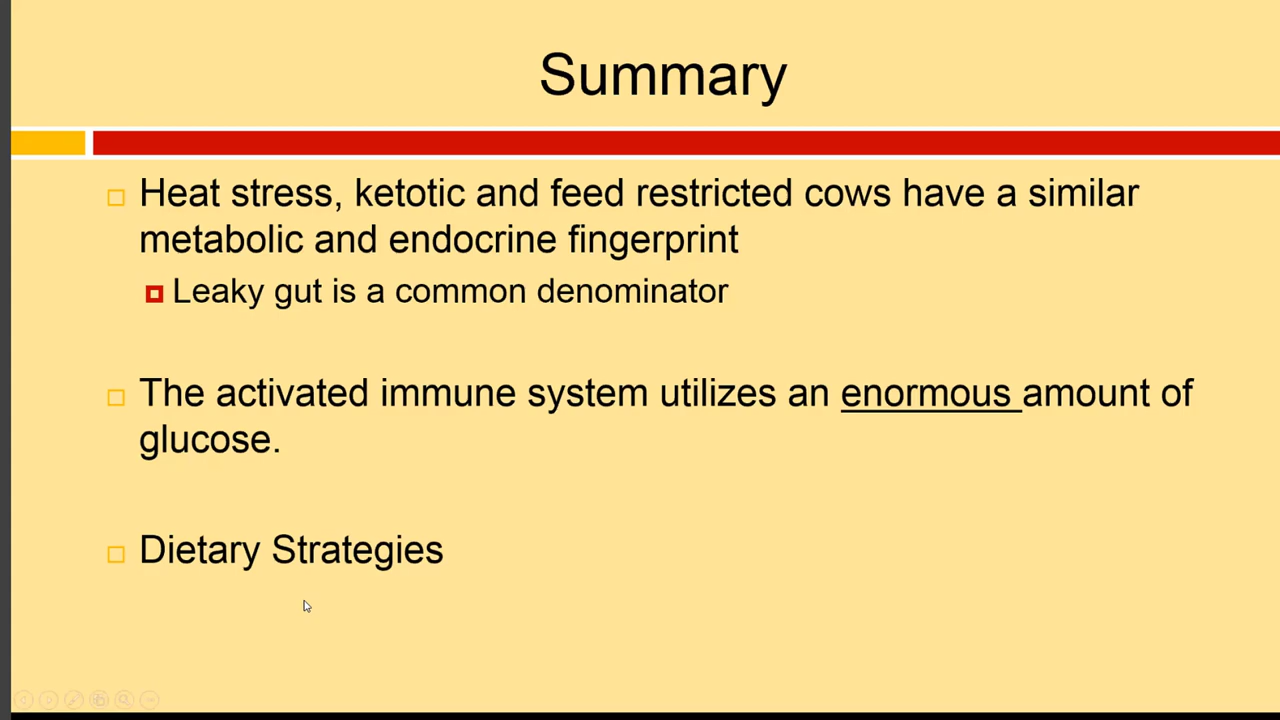 Summary
Heat stress, ketotic and feed restricted cows have a similar
metabolic and endocrine fingerprint
Leaky gut is a common denominator
The activated immune system utilizes an enormous amount of
glucose.
Dietary Strategies